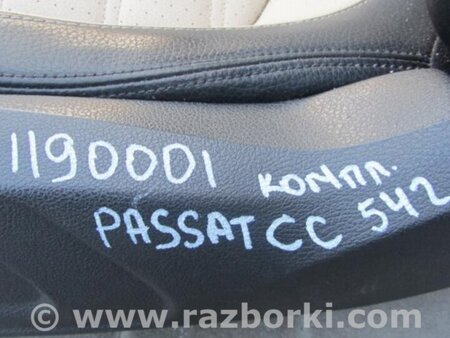 1190001 компл.
PASSAT CC 542
www.razborki.com